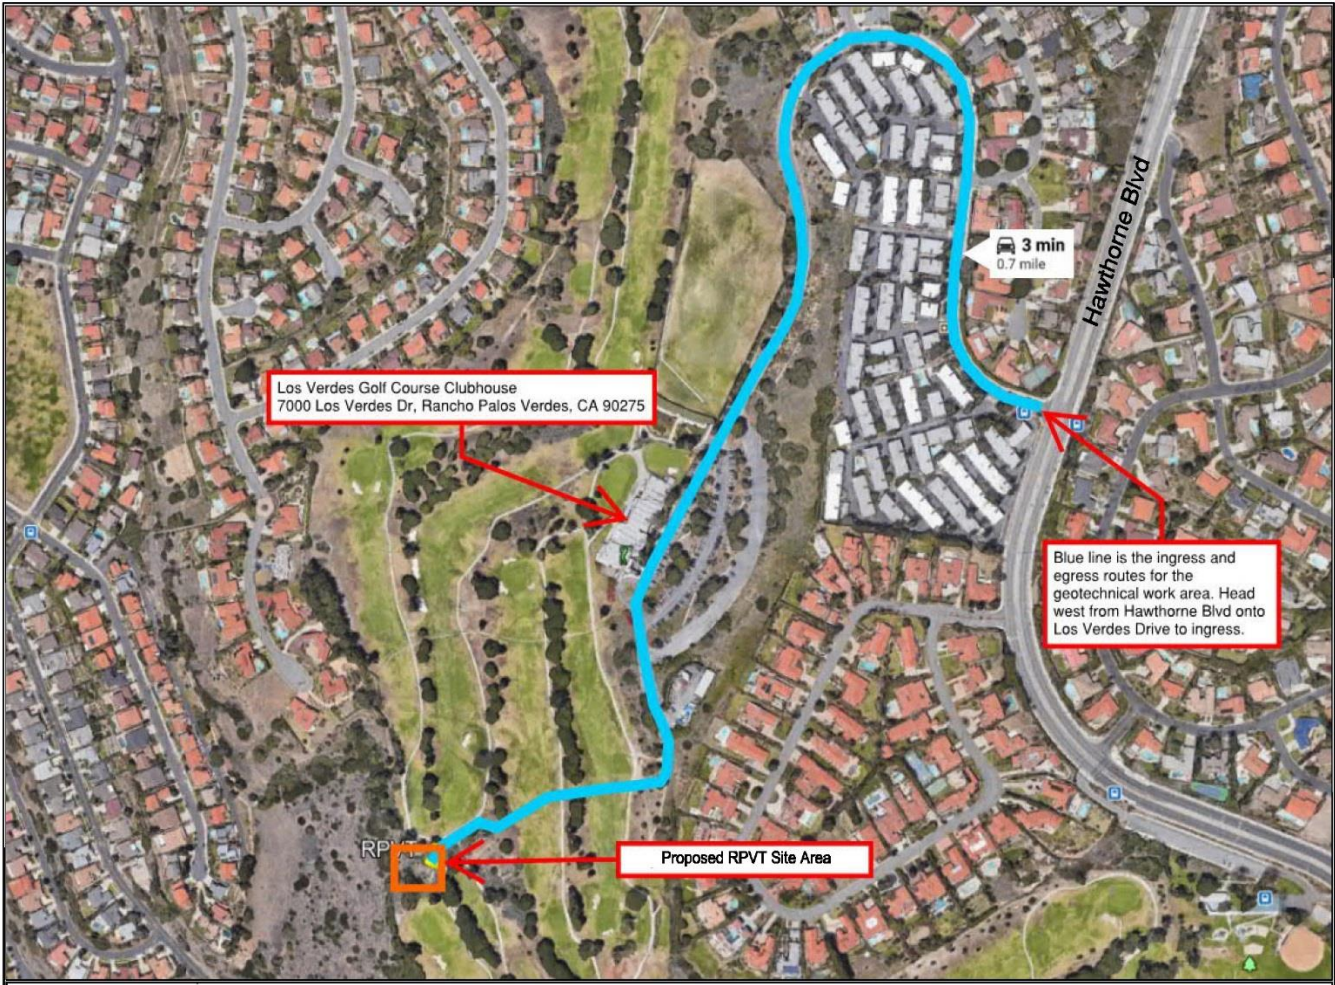 3 min
0.7 mile
Hawthorne Blvd
Los Verdes Golf Course Clubhouse
7000 Los Verdes Dr, Rancho Palos Verdes, CA 90275
Blue line is the ingress and
egress routes for the
geotechnical work area. Head
west from Hawthorne Blvd onto
Los Verdes Drive to ingress.
RPVT
Proposed RPVT Site Area